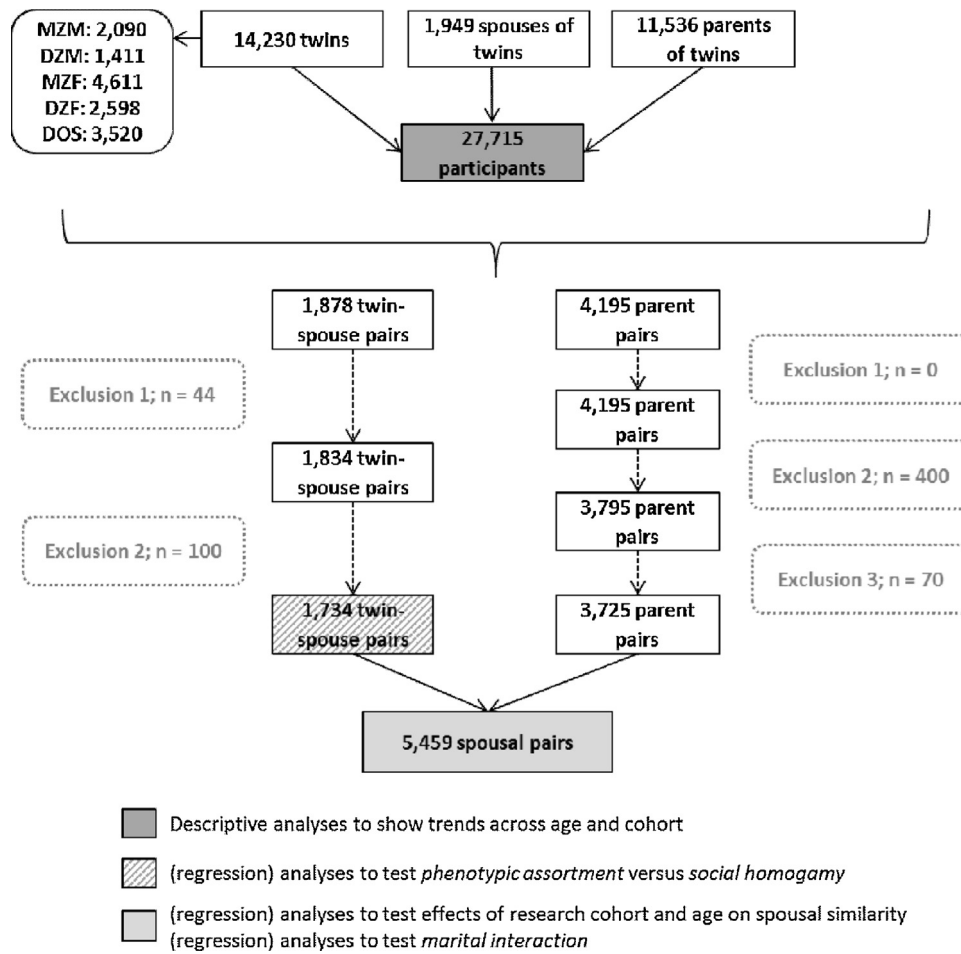 MZM: 2,090
DZM: 1,411
MZF: 4,611
DZF: 2,598
DOS: 3,520
14,230 twins
1,949 spouses of
twins
11,536 parents
of twins
27,715
participants
1,878 twin-
spouse pairs
4,195 parent
pairs
Exclusion 1; n = 44
Exclusion 1; n = 0
4,195 parent
pairs
1,834 twin-
spouse pairs
Exclusion 2; n = 400
3,795 parent
pairs
Exclusion 2; n = 100
Exclusion 3; n = 70
1,734 twin-
spouse pairs
3,725 parent
pairs
5,459 spousal pairs
Descriptive analyses to show trends across age and cohort
(regression) analyses to test phenotypic assortment versus social homogamy
(regression) analyses to test effects of research cohort and age on spousal similarity
(regression) analyses to test marital interaction